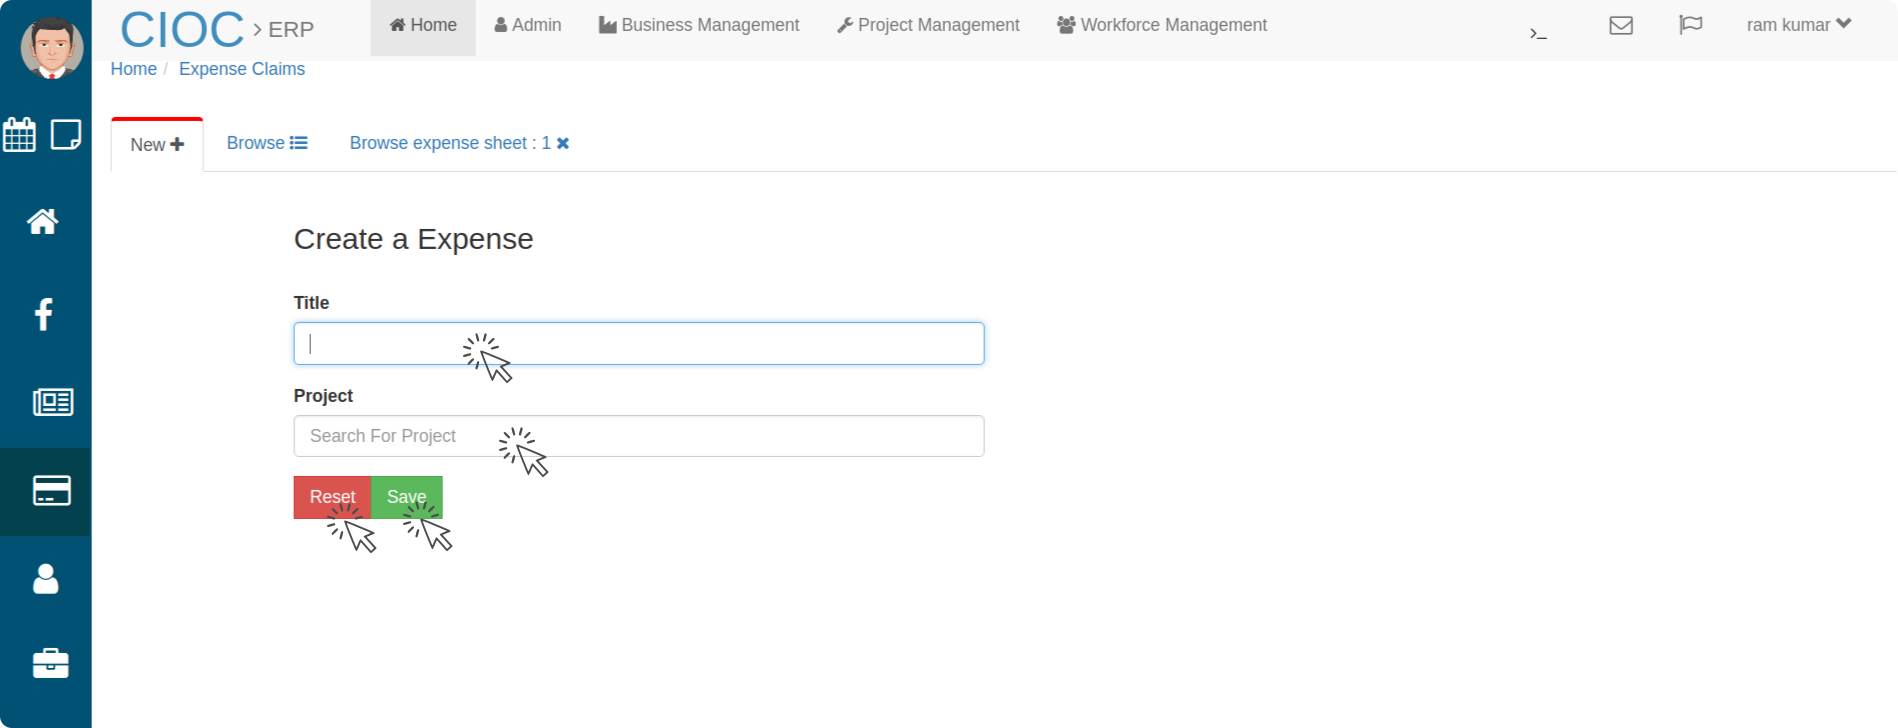 CIOC > ERP Home Admin Business Management Project Management Workforce Management >_ ram kumar
Home / Expense Claims
New Browse Browse expense sheet : 1
Create a Expense
Title
Project
Search For Project
Reset Save